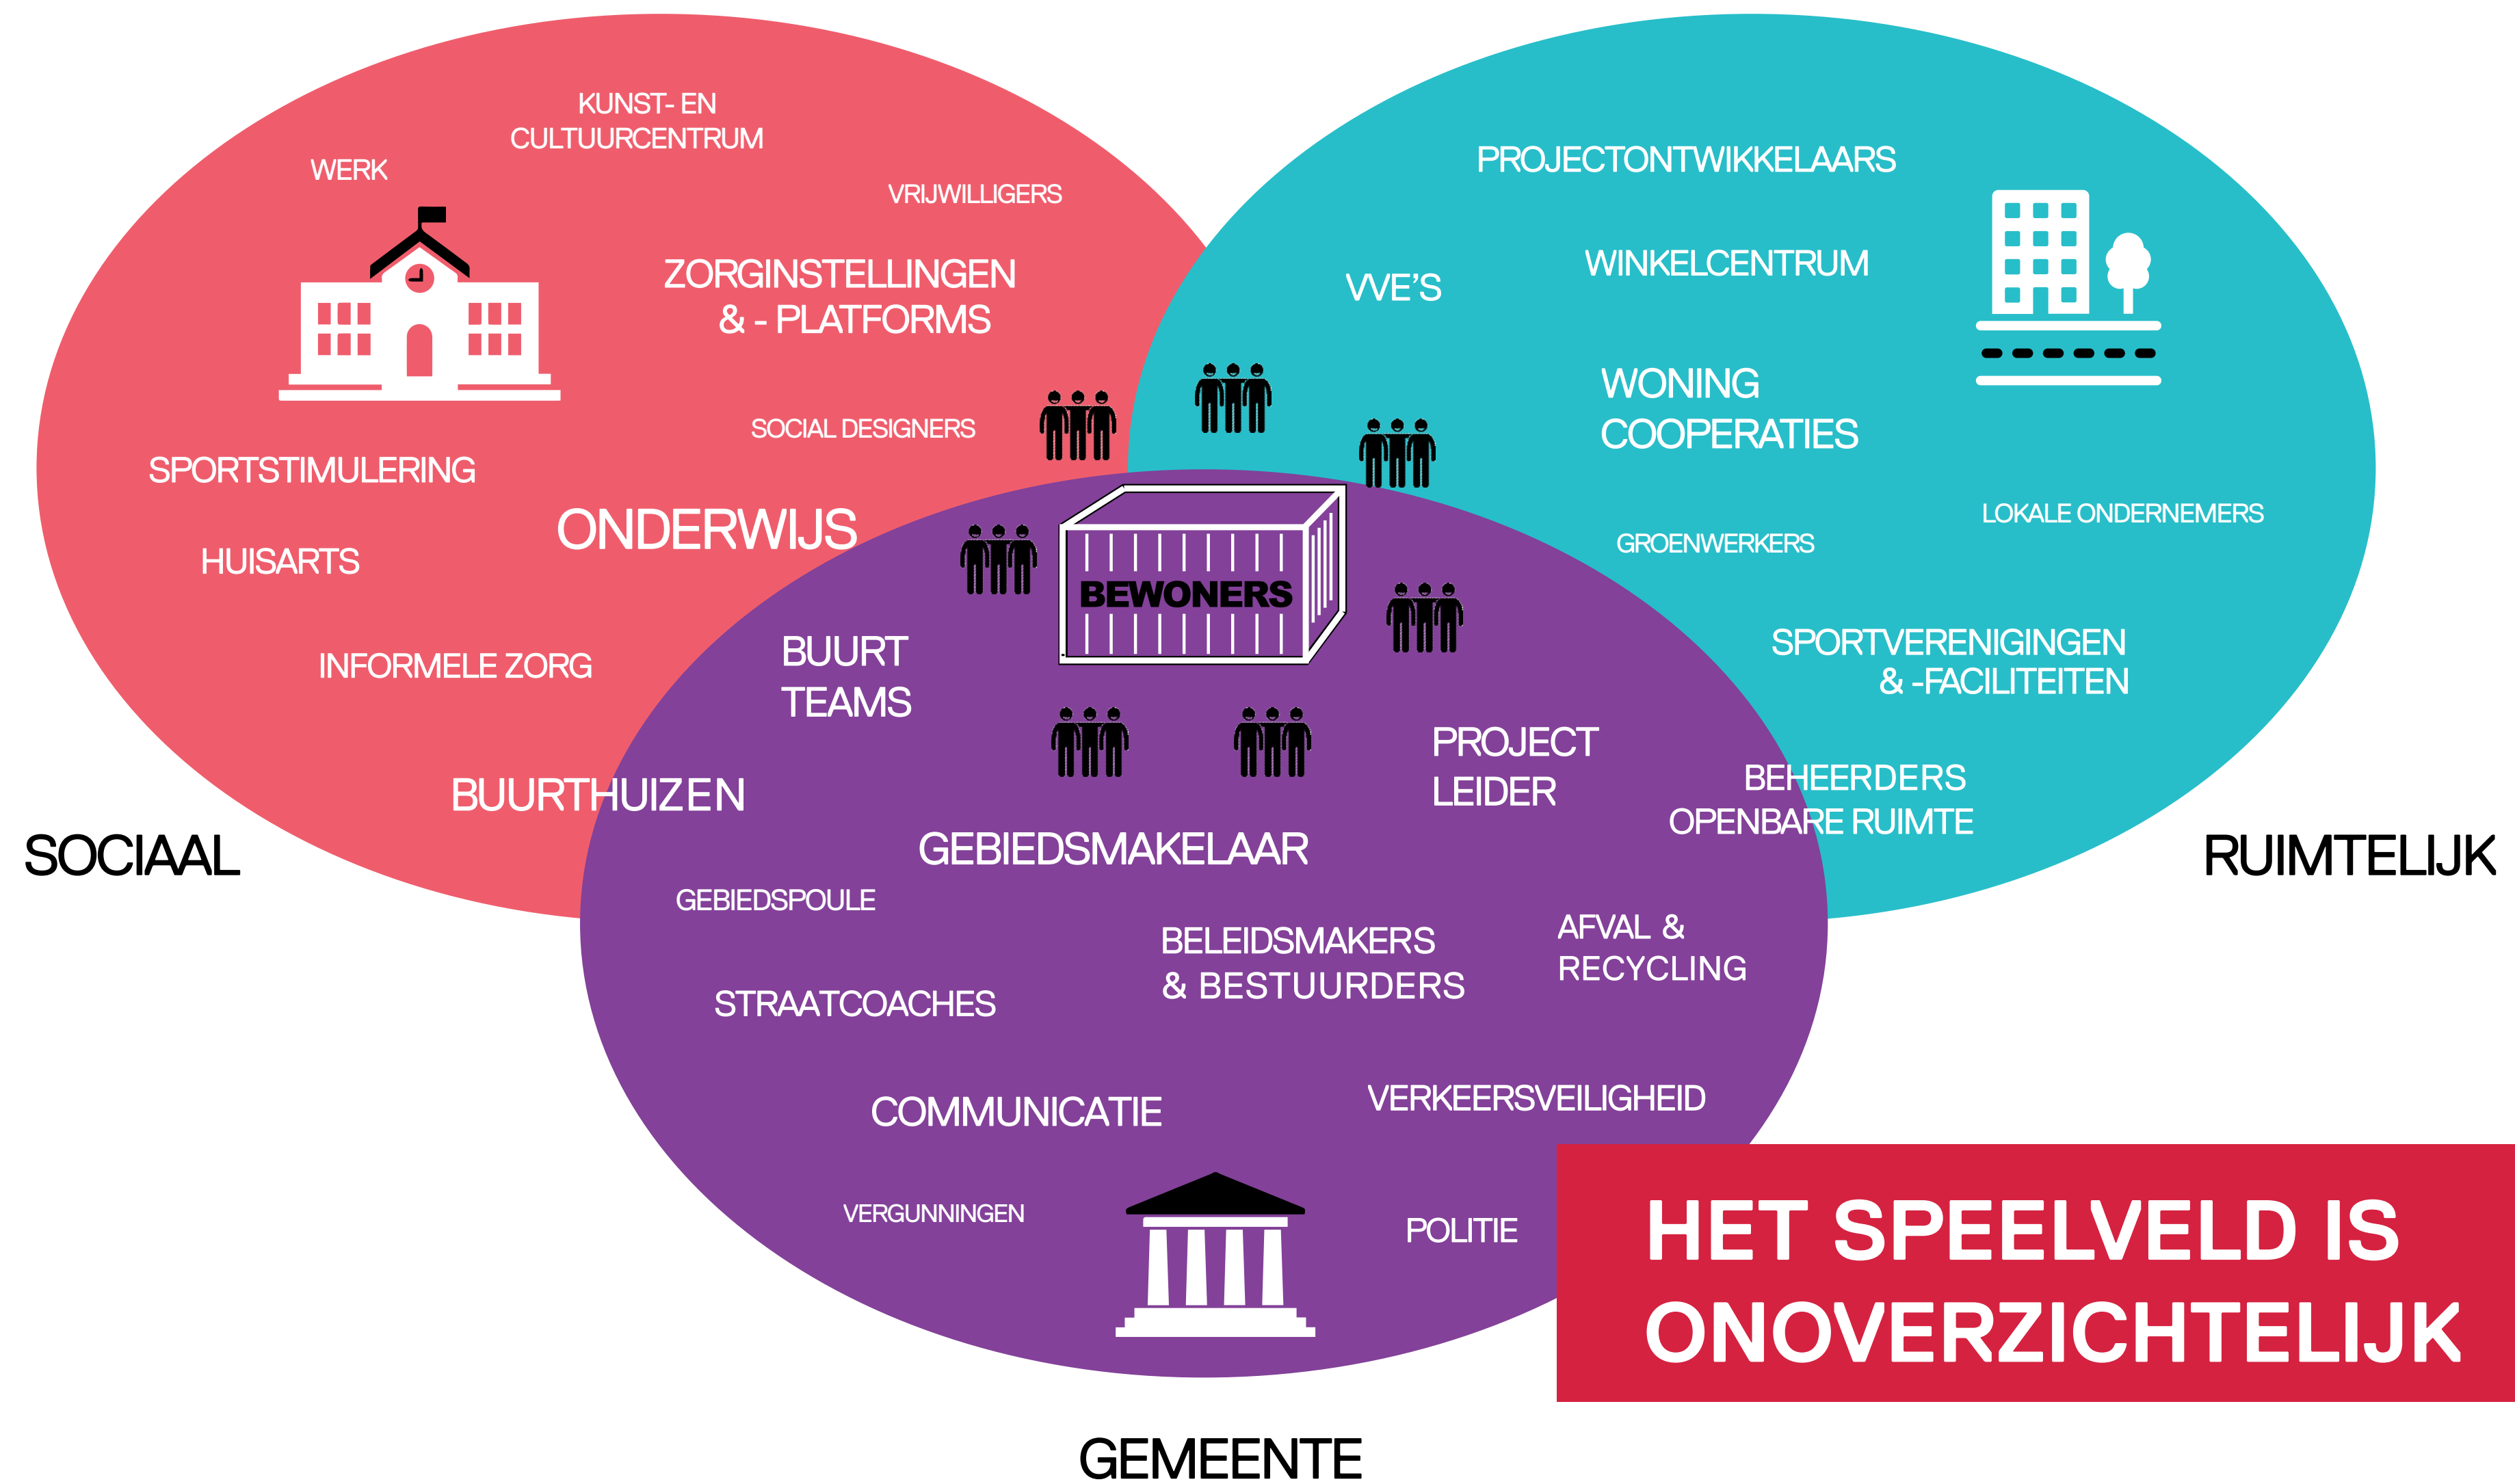 KUNST- EN
CULTUURCENTRUM
WERK
VRIJWILLIGERS
ZORGINSTELLINGEN
& - PLATFORMS
SOCIAL DESIGNERS
SPORTSTIMULERING
ONDERWIJS
HUISARTS
INFORMELE ZORG
BUURTHUIZEN
SOCIAAL
PROJECTONTWIKKELAARS
WINKELCENTRUM
VVE'S
WONING
COOPERATIES
LOKALE ONDERNEMERS
GROENWERKERS
SPORTVERENIGINGEN
& -FACILITEITEN
BEHEERDERS
OPENBARE RUIMTE
RUIMTELIJK
BEWONERS
BUURT
TEAMS
PROJECT
LEIDER
GEBIEDSMAKELAAR
GEBIEDSPOULE
BELEIDSMAKERS
& BESTUURDERS
AFVAL &
RECYCLING
STRAATCOACHES
COMMUNICATIE
VERKEERSVEILIGHEID
VERGUNNINGEN
POLITIE
GEMEENTE
HET SPEELVELD IS
ONOVERZICHTELIJK